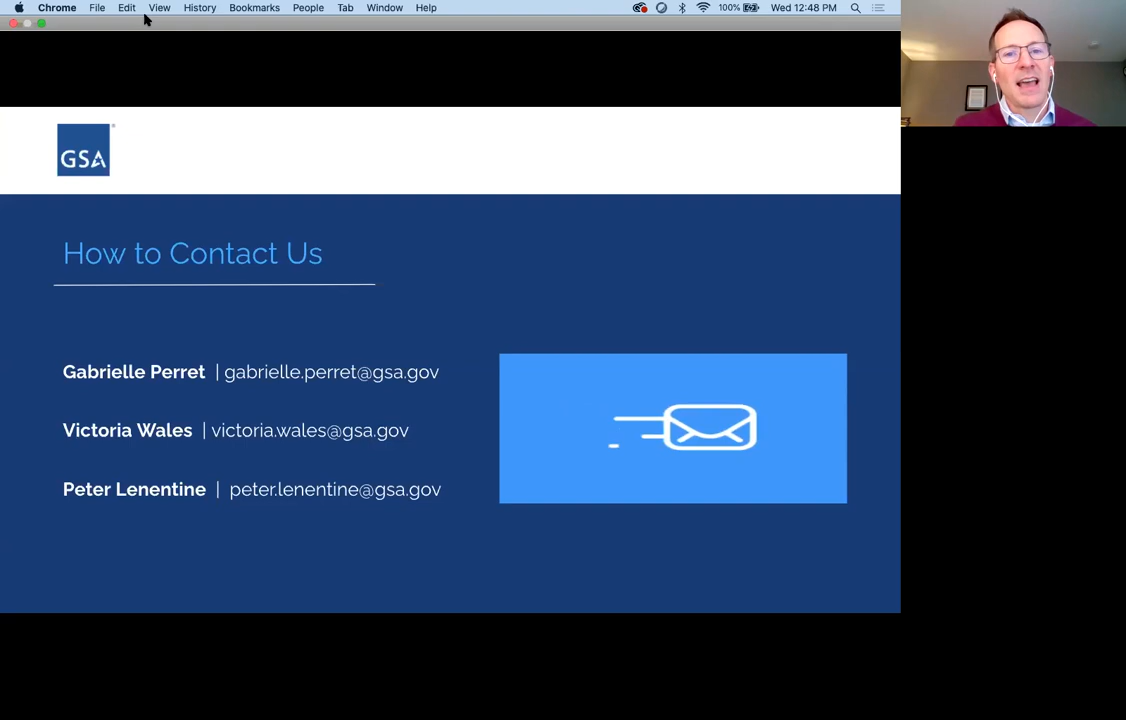 Chrome File Edit View History Bookmarks People Tab Window Help 100% Wed 12:48 PM
GSA
How to Contact Us
Gabrielle Perret | gabrielle.perret@gsa.gov
Victoria Wales | victoria.wales@gsa.gov
Peter Lenentine | peter.lenentine@gsa.gov